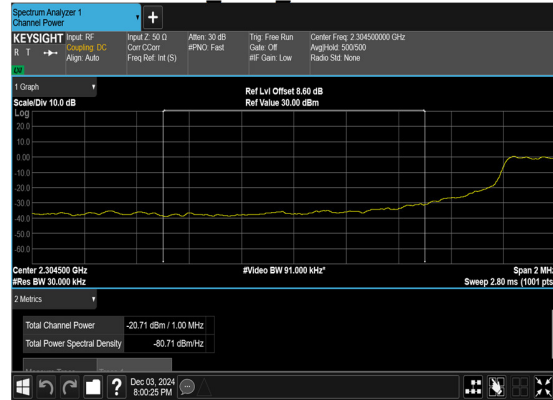 Spectrum Analyzer 1
Channel Power
+
KEYSIGHT Input: RF Input Z: 50 Ω Atten: 30 dB Trig: Free Run Center Freq: 2.304500000 GHz
R T Coupling: DC Corr CCorr #PNO: Fast Gate: Off Avg|Hold: 500/500
Align: Auto Freq Ref: Int (S) #IF Gain: Low Radio Std: None
1 Graph
Ref Lvl Offset 8.60 dB
Scale/Div 10.0 dB Ref Value 30.00 dBm
Log
20.0
10.0
0.00
-10.0
-20.0
-30.0
-40.0
-50.0
-60.0
Center 2.304500 GHz #Video BW 91.000 kHz* Span 2 MHz
#Res BW 30.000 kHz Sweep 2.80 ms (1001 pts
2 Metrics
Total Channel Power -20.71 dBm / 1.00 MHz
Total Power Spectral Density -80.71 dBm/Hz
?
Dec 03, 2024
8:00:25 PM